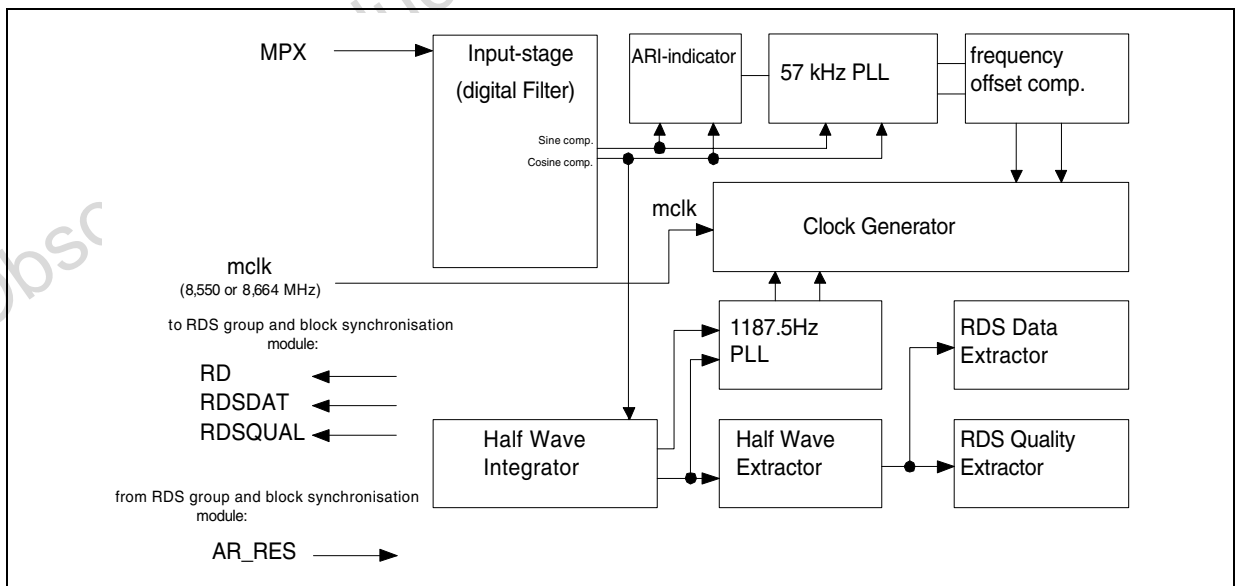 MPX
Input-stage
(digital Filter)
Sine comp.
Cosine comp.
ARI-indicator
57 kHz PLL
frequency
offset comp.
mclk
Clock Generator
mclk
(8,550 or 8,664 MHz)
to RDS group and block synchronisation
module:
RD
RDSDAT
RDSQUAL
1187.5Hz
PLL
RDS Data
Extractor
Half Wave
Integrator
Half Wave
Extractor
RDS Quality
Extractor
from RDS group and block synchronisation
module:
AR_RES